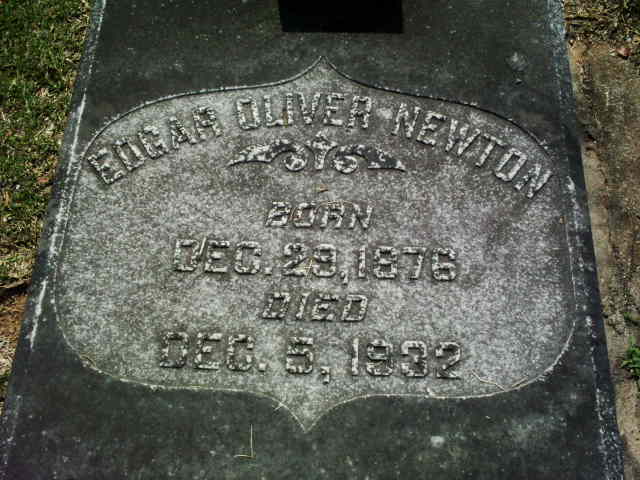 EDGAR OLIVER NEWTON
BORN
DEC. 29, 1876
DIED
DEC. 5, 1932